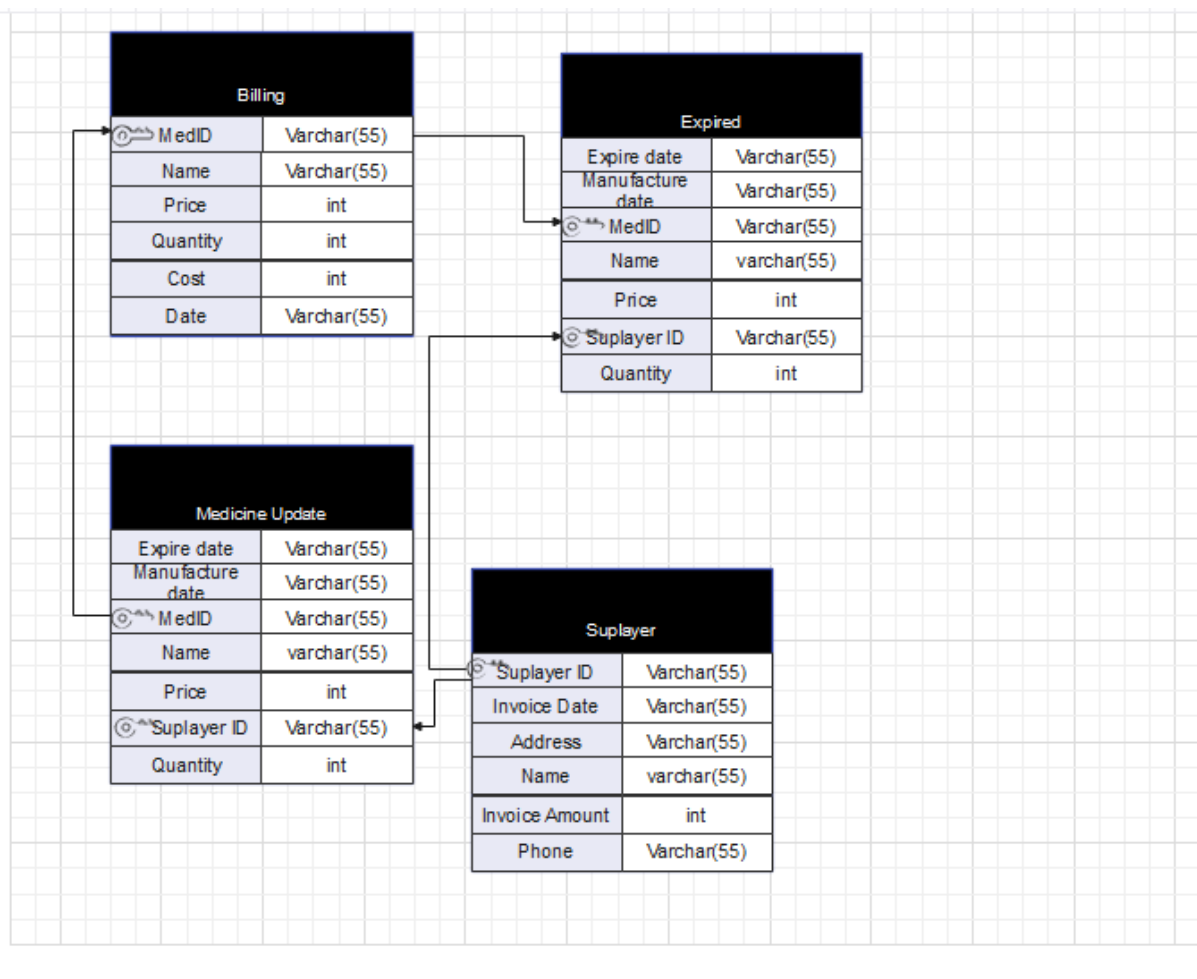 Billing
MedID Varchar(55)
Name Varchar(55)
Price int
Quantity int
Cost int
Date Varchar(55)
Expired
Expire date Varchar(55)
Manufacture
date Varchar(55)
MedID Varchar(55)
Name varchar(55)
Price int
Suplayer ID Varchar(55)
Quantity int
Medicine Update
Expire date Varchar(55)
Manufacture
date Varchar(55)
MedID Varchar(55)
Name varchar(55)
Price int
Suplayer ID Varchar(55)
Quantity int
Suplayer
Suplayer ID Varchar(55)
Invoice Date Varchar(55)
Address Varchar(55)
Name varchar(55)
Invoice Amount int
Phone Varchar(55)